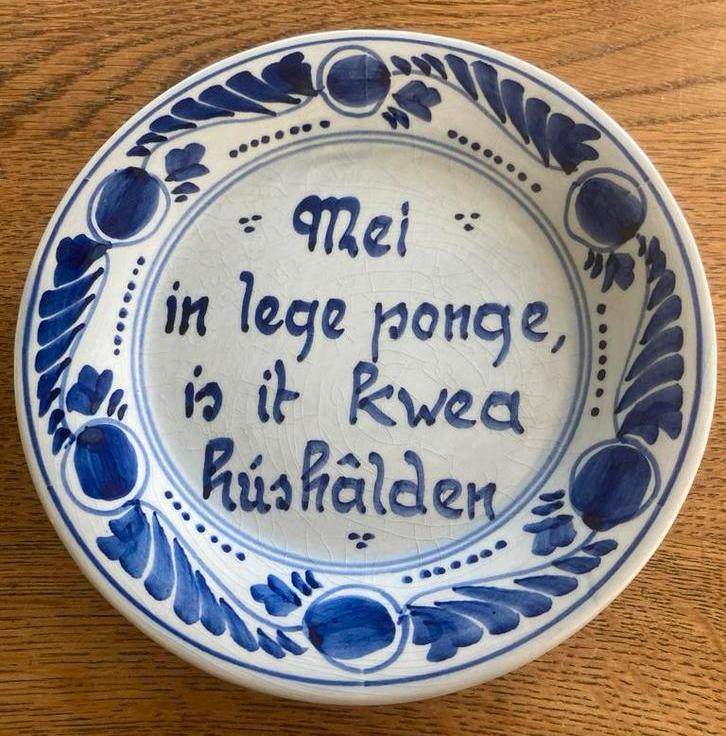 Mei
in lege ponge,
is it kwea
húshâlden